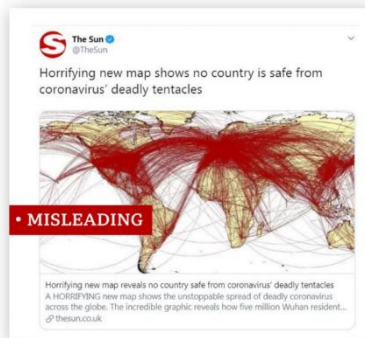 The Sun
@TheSun
Horrifying new map shows no country is safe from
coronavirus' deadly tentacles
• MISLEADING
Horrifying new map reveals no country safe from coronavirus' deadly tentacles
A HORRIFYING new map shows the unstoppable spread of deadly coronavirus
across the globe. The incredible graphic reveals how five million Wuhan resident...
thesun.co.uk